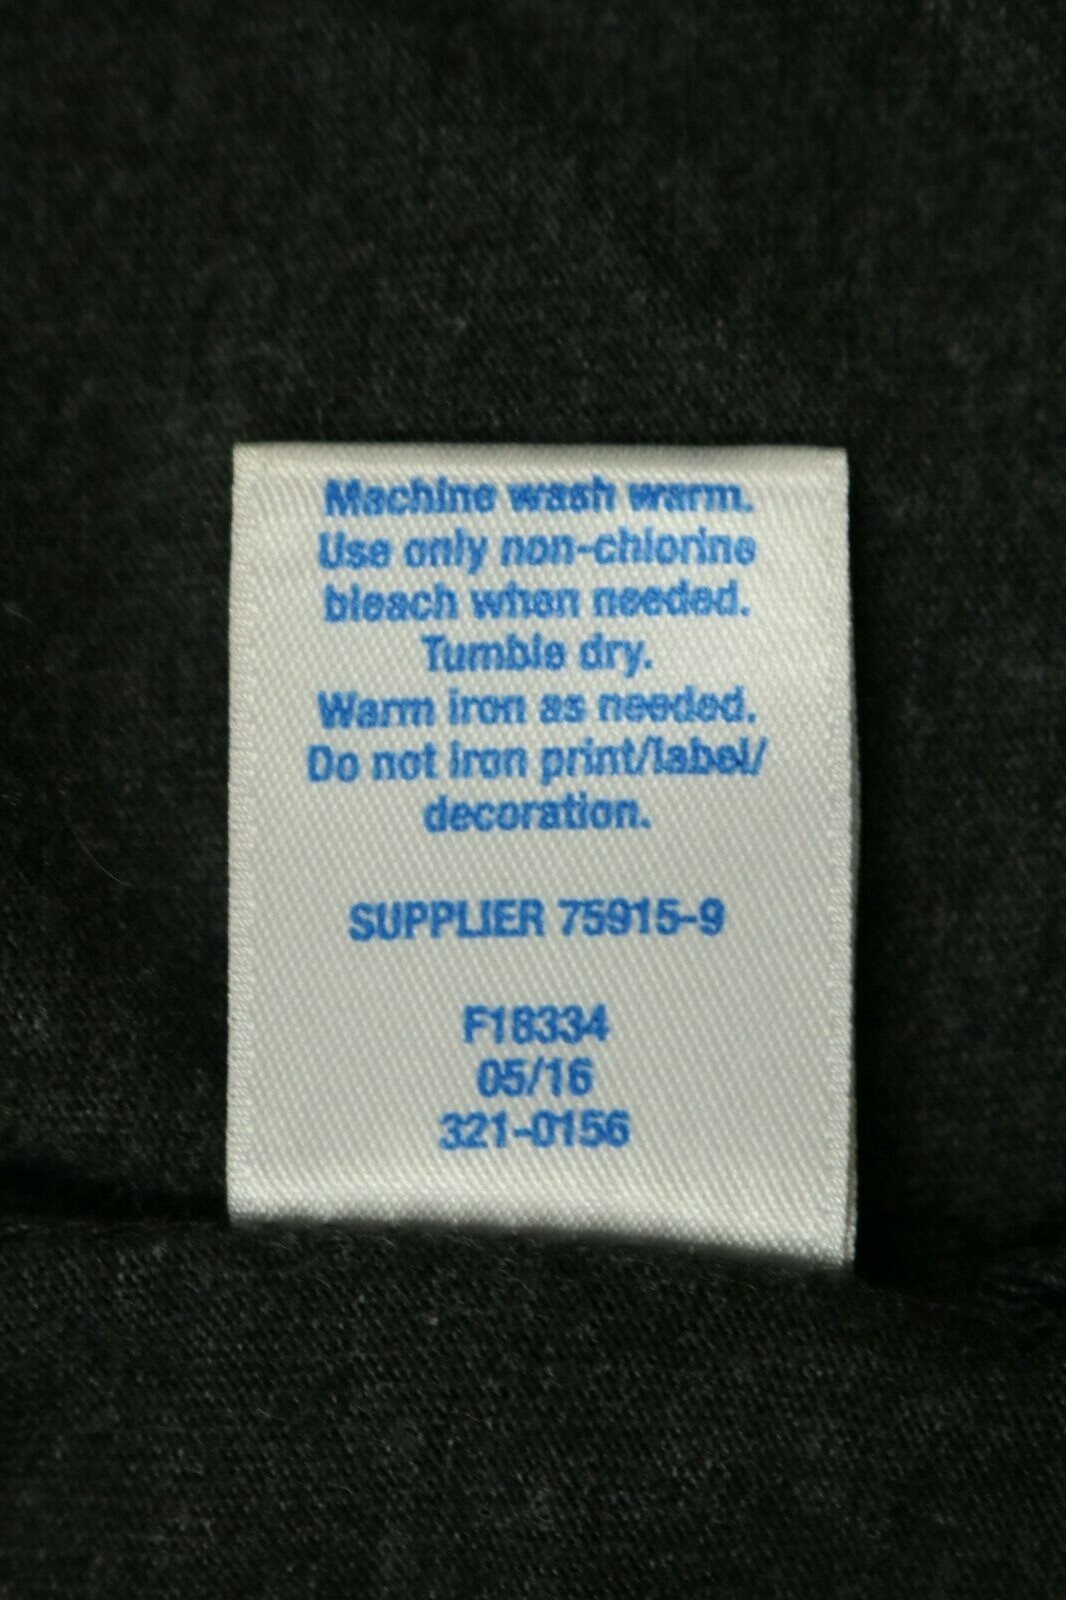 Machine wash warm.
Use only non-chlorine
bleach when needed.
Tumble dry.
Warm iron as needed.
Do not iron print/label/
decoration.
SUPPLIER 75915-9
F18334
05/16
321-0156